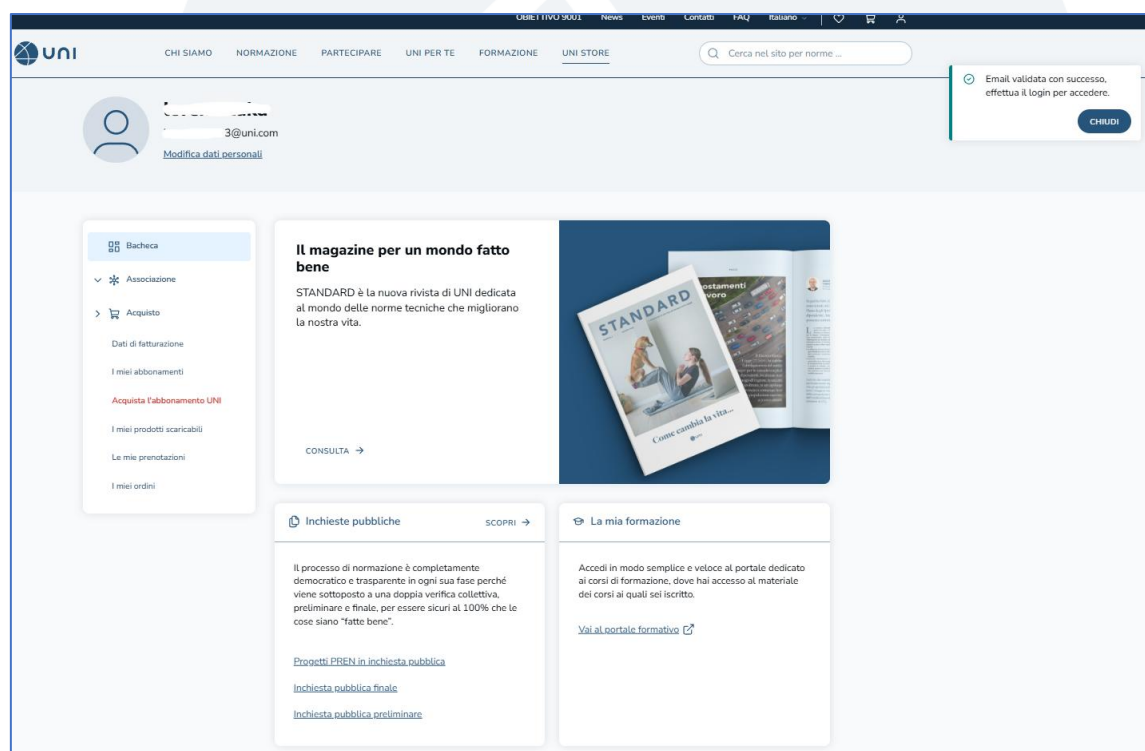 OBIETTIVO 9001 News Eventi Contatti FAQ Italiano
UNI
CHI SIAMO NORMAZIONE PARTECIPARE UNI PER TE FORMAZIONE UNI STORE Cerca nel sito per norme ...
Email validata con successo,
effettua il login per accedere.
CHIUDI
3@uni.com
Modifica dati personali
Bacheca
Associazione
Acquisto
Dati di fatturazione
I miei abbonamenti
Acquista l'abbonamento UNI
I miei prodotti scaricabili
Le mie prenotazioni
I miei ordini
Il magazine per un mondo fatto
bene
STANDARD è la nuova rivista di UNI dedicata
al mondo delle norme tecniche che migliorano
la nostra vita.
CONSULTA →
STANDARD
Come cambia la vita...
Inchieste pubbliche SCOPRI →
Il processo di normazione è completamente
democratico e trasparente in ogni sua fase perché
viene sottoposto a una doppia verifica collettiva,
preliminare e finale, per essere sicuri al 100% che le
cose siano “fatte bene”.
Progetti PREN in inchiesta pubblica
Inchiesta pubblica finale
Inchiesta pubblica preliminare
La mia formazione
Accedi in modo semplice e veloce al portale dedicato
ai corsi di formazione, dove hai accesso al materiale
dei corsi ai quali sei iscritto.
Vai al portale formativo